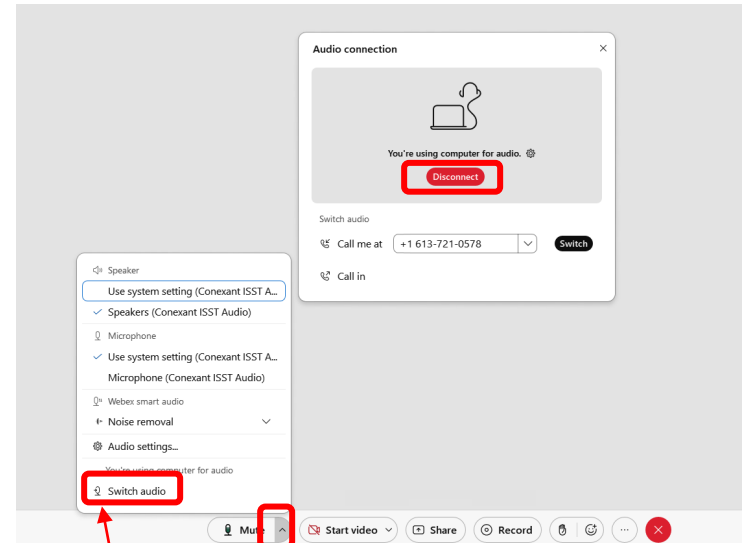 Audio connection
You're using computer for audio.
Disconnect
Switch audio
Call me at +1 613-721-0578 Switch
Call in
Speaker
Use system setting (Conexant ISST A...
Speakers (Conexant ISST Audio)
Microphone
Use system setting (Conexant ISST A...
Microphone (Conexant ISST Audio)
Webex smart audio
Noise removal
Audio settings...
You're using computer for audio
Switch audio
Mute Start video Share Record